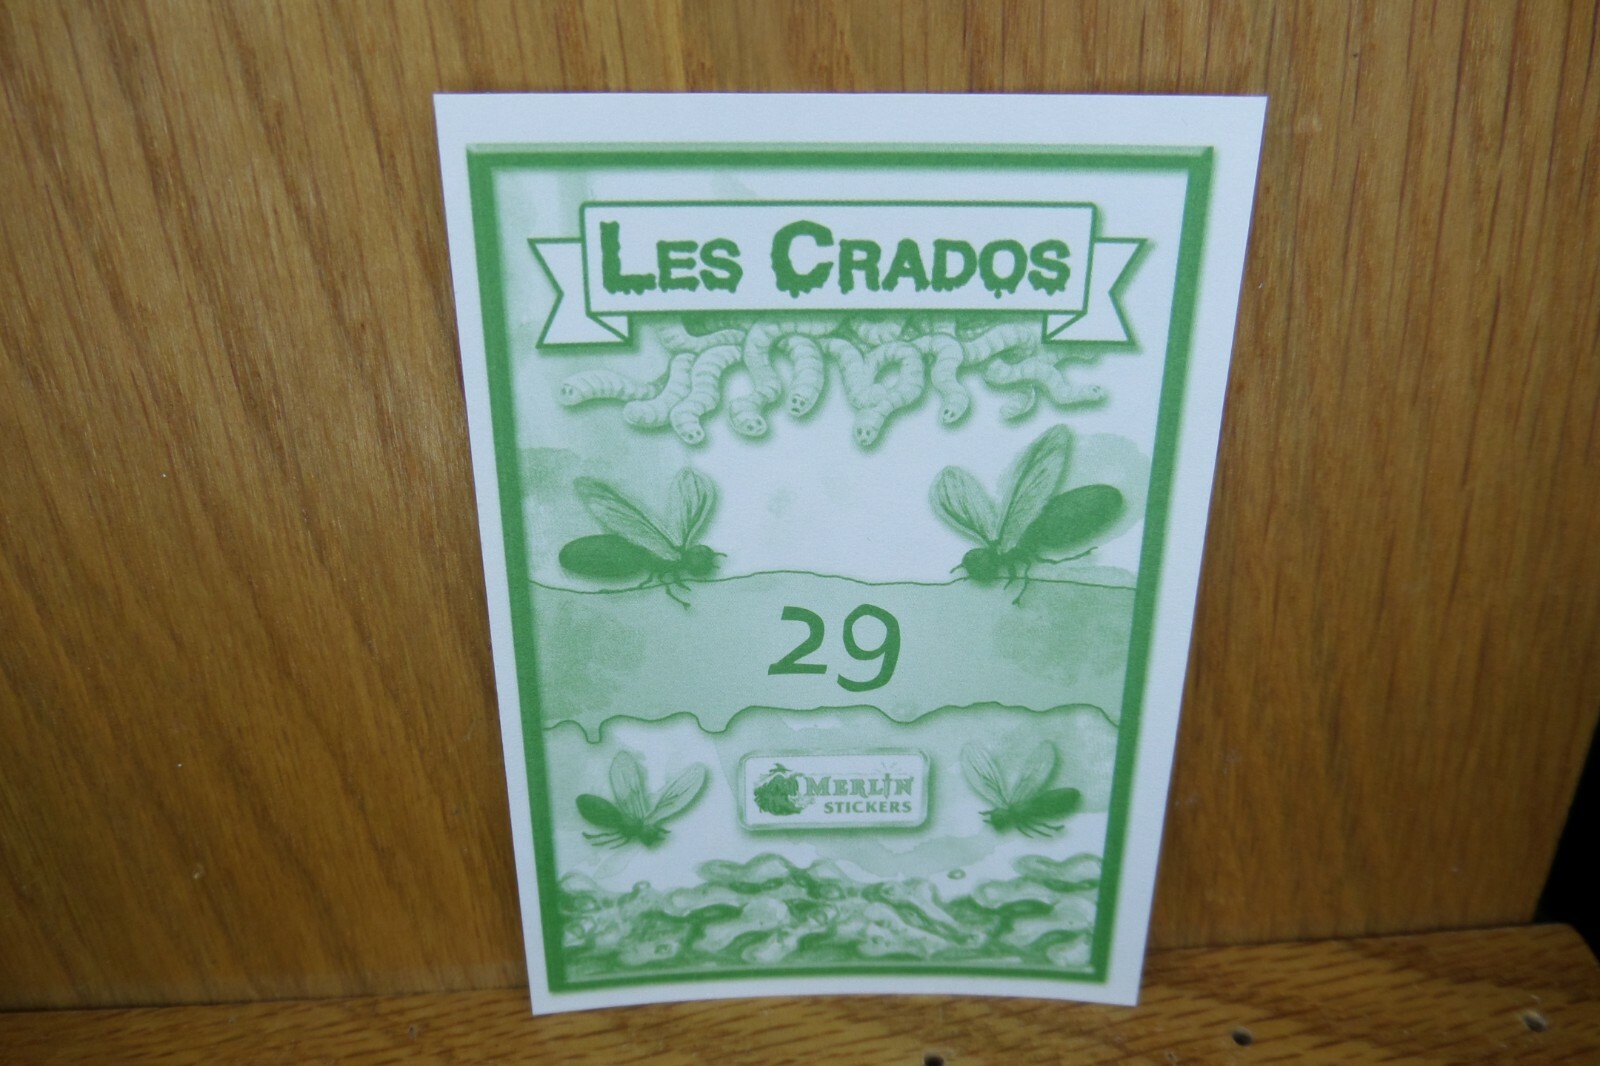 LES CRADOS
29
MERLIN
STICKERS